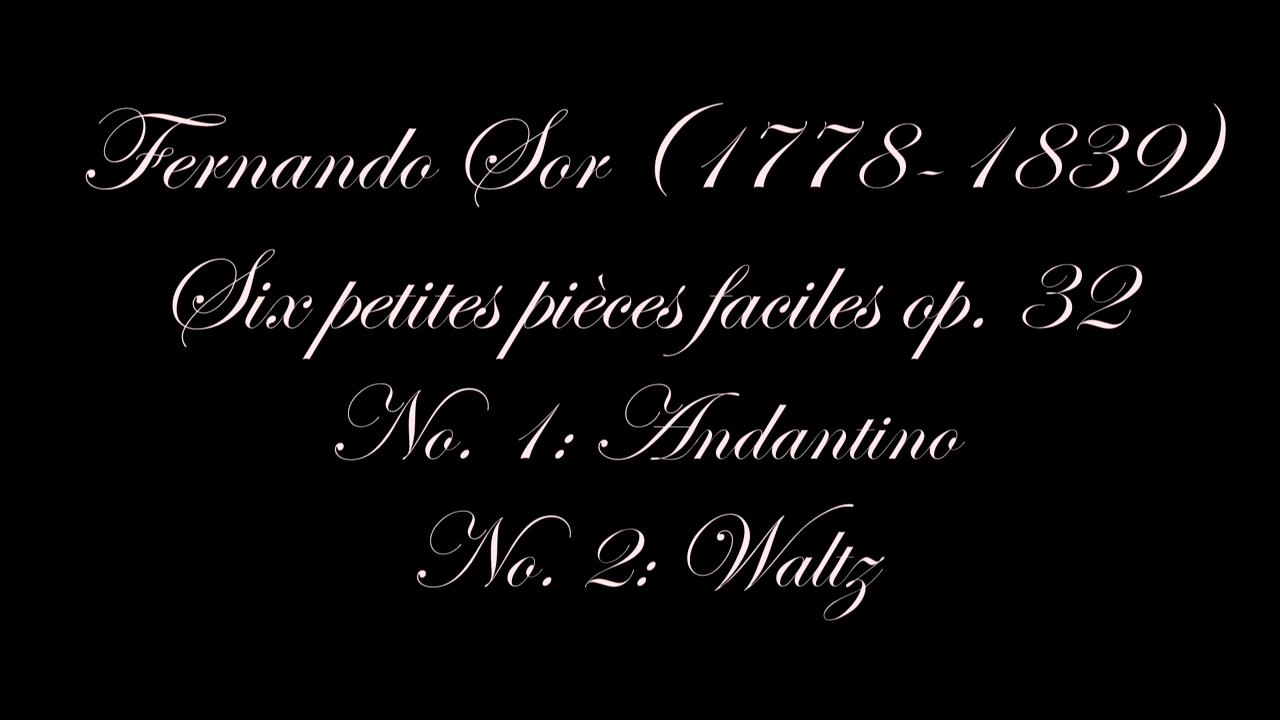 Fernando Sor (1778-1839)
Six petites pièces faciles op. 32
No. 1: Andantino
No. 2: Waltz